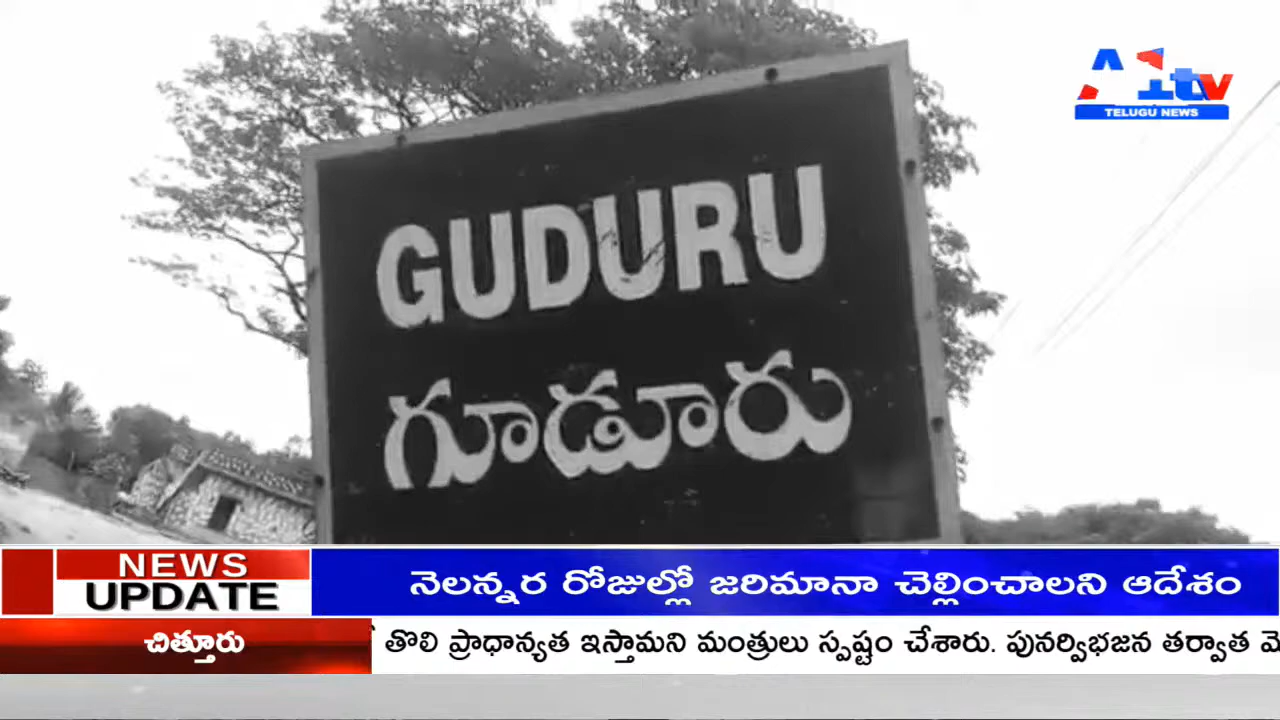 A1tv
TELUGU NEWS
GUDURU
గూడూరు
NEWS
UPDATE
నెలన్నర రోజుల్లో జరిమానా చెల్లించాలని ఆదేశం
చిత్తూరు
తొలి ప్రాధాన్యత ఇస్తామని మంత్రులు స్పష్టం చేశారు. పునర్విభజన తర్వాత